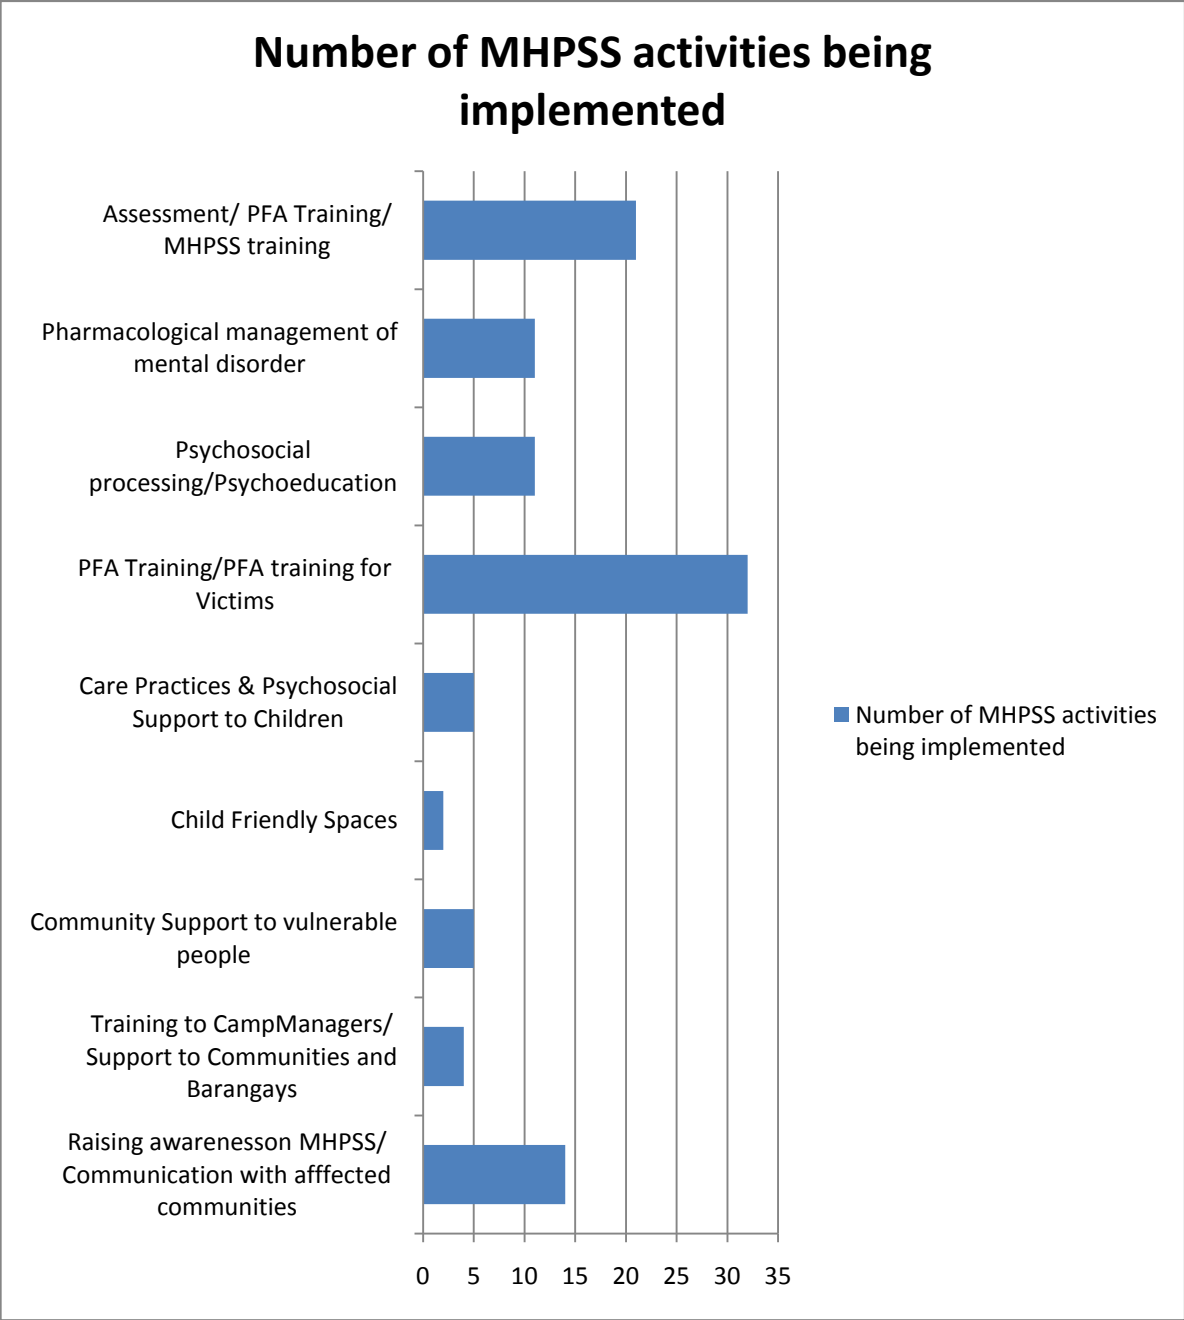 Number of MHPSS activities being
implemented
Assessment/ PFA Training/
MHPSS training
Pharmacological management of
mental disorder
Psychosocial
processing/Psychoeducation
PFA Training/PFA training for
Victims
Care Practices & Psychosocial
Support to Children
Child Friendly Spaces
Community Support to vulnerable
people
Training to CampManagers/
Support to Communities and
Barangays
Raising awarenesson MHPSS/
Communication with afffected
communities
0 5 10 15 20 25 30 35
Number of MHPSS activities
being implemented